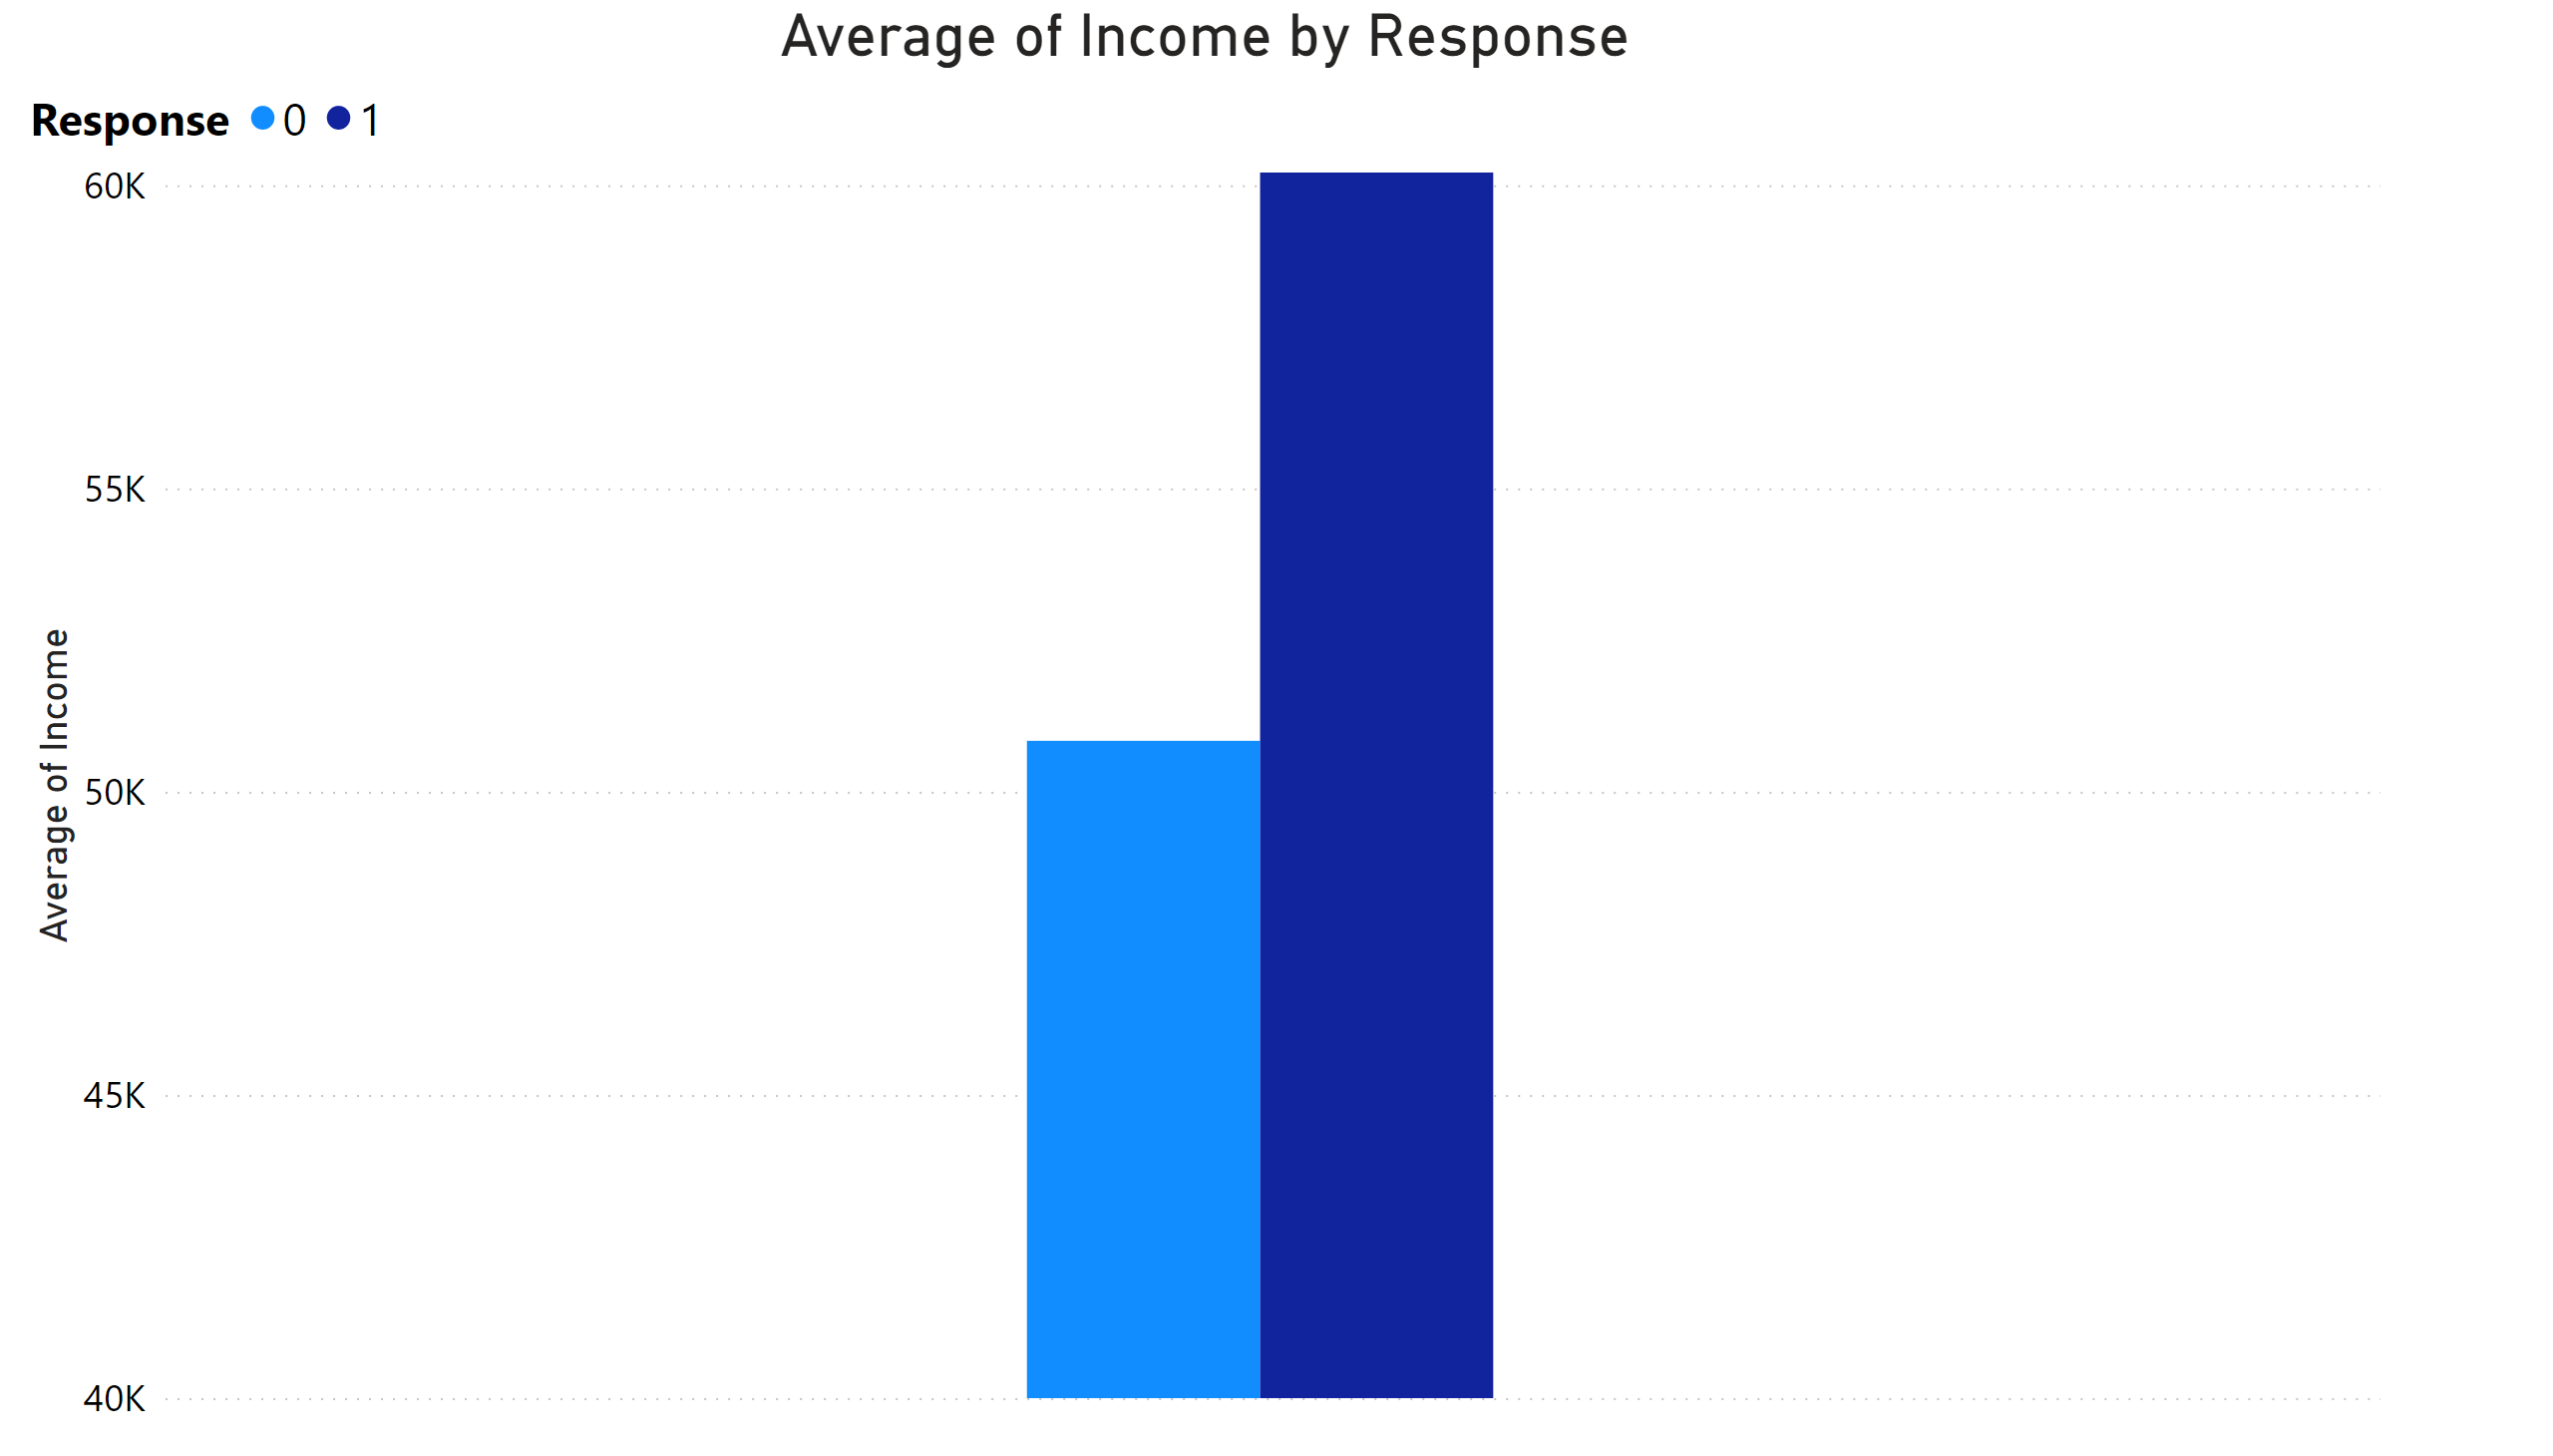 Average of Income by Response
Response 0 1
60K
55K
50K
45K
40K
Average of Income